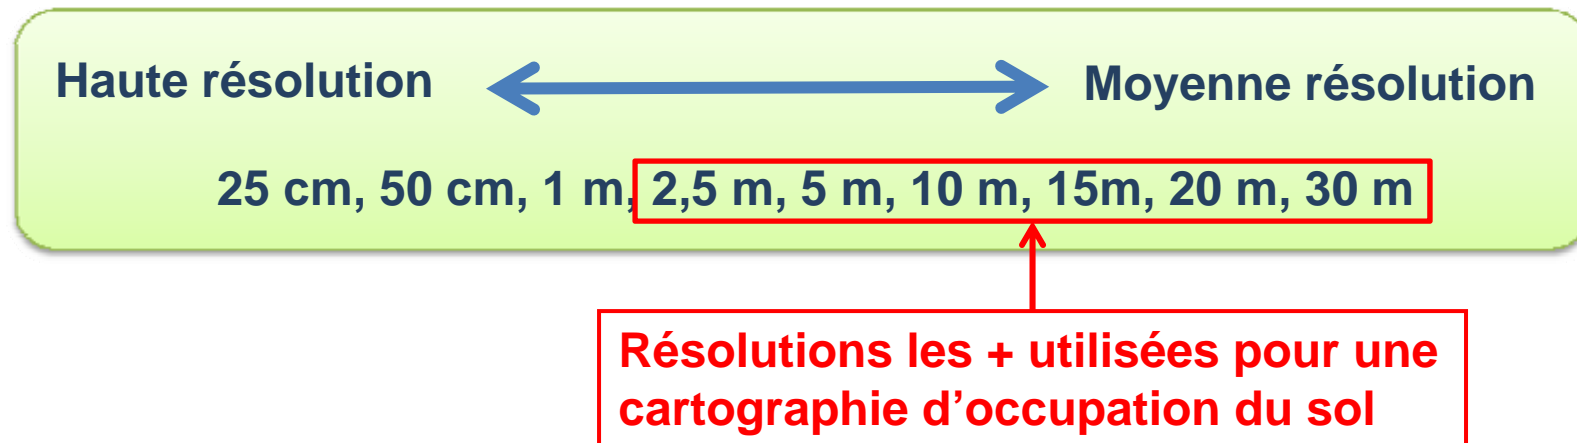 Haute résolution Moyenne résolution
25 cm, 50 cm, 1 m, 2,5 m, 5 m, 10 m, 15m, 20 m, 30 m
Résolutions les + utilisées pour une
cartographie d’occupation du sol